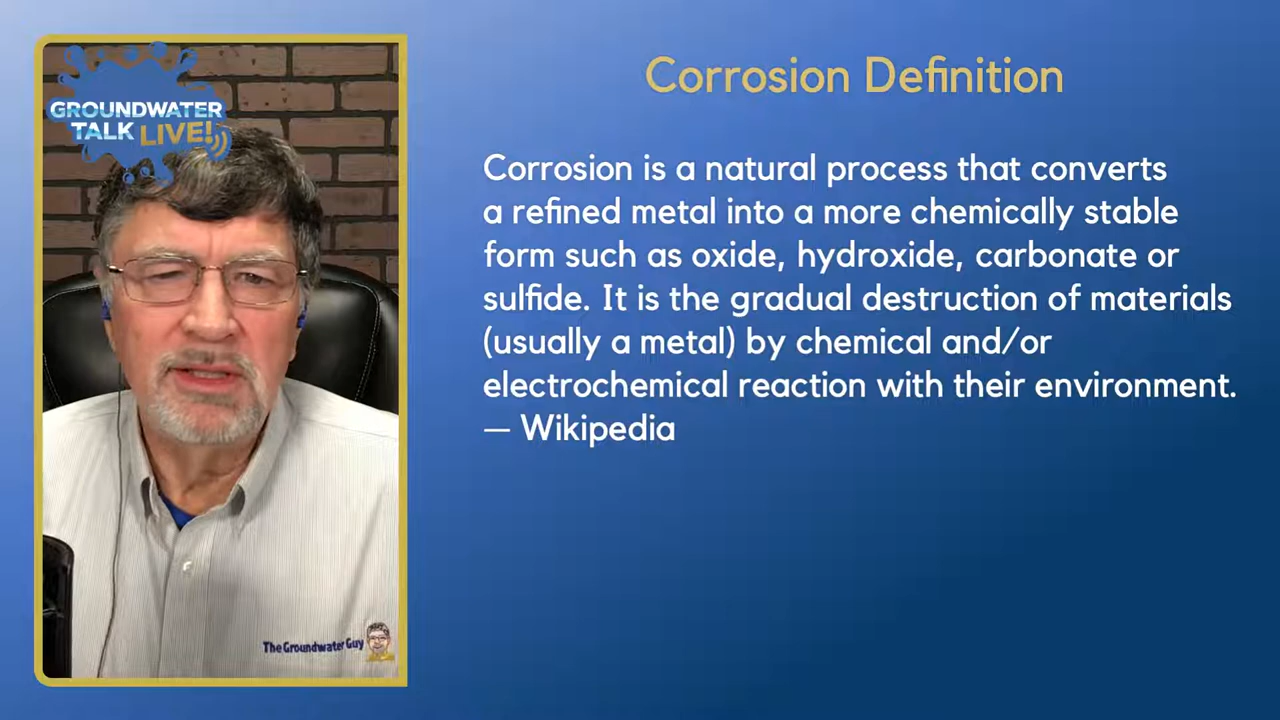 GROUNDWATER
TALK LIVE!
The Groundwater Guy
Corrosion Definition
Corrosion is a natural process that converts
a refined metal into a more chemically stable
form such as oxide, hydroxide, carbonate or
sulfide. It is the gradual destruction of materials
(usually a metal) by chemical and/or
electrochemical reaction with their environment.
— Wikipedia